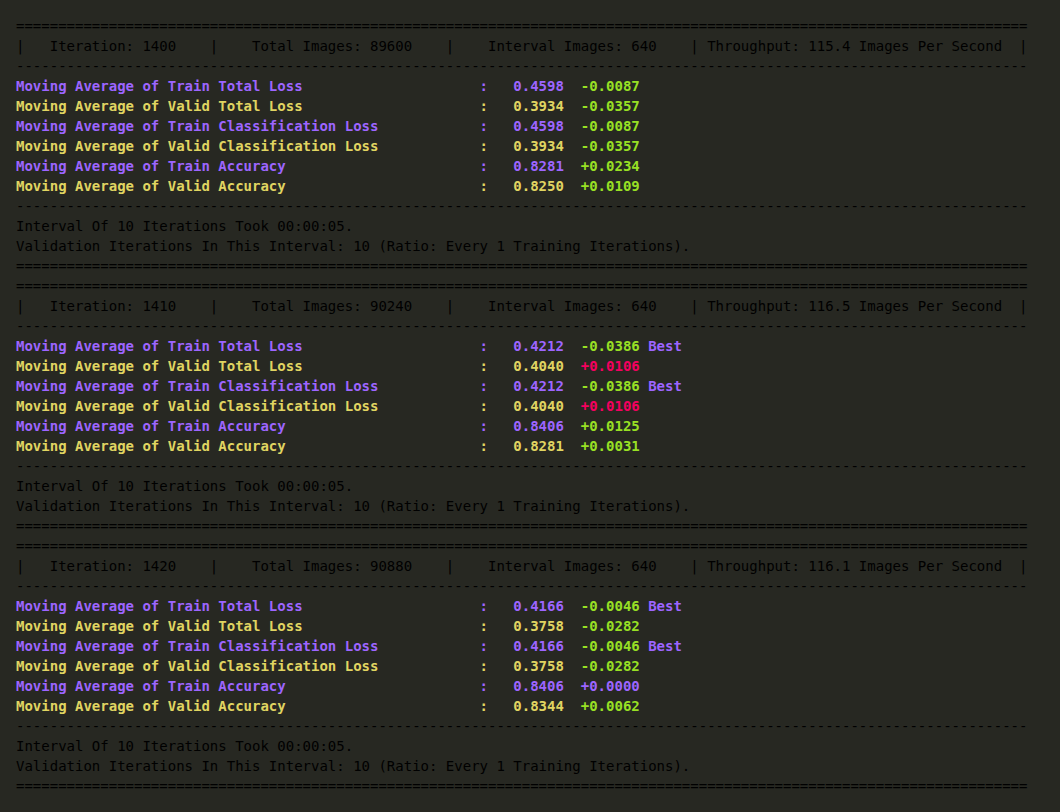 ========================================================================================================================
|   Iteration: 1400    |    Total Images: 89600    |    Interval Images: 640    | Throughput: 115.4 Images Per Second  |
------------------------------------------------------------------------------------------------------------------------
Moving Average of Train Total Loss                     :   0.4598  -0.0087
Moving Average of Valid Total Loss                     :   0.3934  -0.0357
Moving Average of Train Classification Loss            :   0.4598  -0.0087
Moving Average of Valid Classification Loss            :   0.3934  -0.0357
Moving Average of Train Accuracy                       :   0.8281  +0.0234
Moving Average of Valid Accuracy                       :   0.8250  +0.0109
------------------------------------------------------------------------------------------------------------------------
Interval Of 10 Iterations Took 00:00:05.
Validation Iterations In This Interval: 10 (Ratio: Every 1 Training Iterations).
========================================================================================================================
========================================================================================================================
|   Iteration: 1410    |    Total Images: 90240    |    Interval Images: 640    | Throughput: 116.5 Images Per Second  |
------------------------------------------------------------------------------------------------------------------------
Moving Average of Train Total Loss                     :   0.4212  -0.0386 Best
Moving Average of Valid Total Loss                     :   0.4040  +0.0106
Moving Average of Train Classification Loss            :   0.4212  -0.0386 Best
Moving Average of Valid Classification Loss            :   0.4040  +0.0106
Moving Average of Train Accuracy                       :   0.8406  +0.0125
Moving Average of Valid Accuracy                       :   0.8281  +0.0031
------------------------------------------------------------------------------------------------------------------------
Interval Of 10 Iterations Took 00:00:05.
Validation Iterations In This Interval: 10 (Ratio: Every 1 Training Iterations).
========================================================================================================================
========================================================================================================================
|   Iteration: 1420    |    Total Images: 90880    |    Interval Images: 640    | Throughput: 116.1 Images Per Second  |
------------------------------------------------------------------------------------------------------------------------
Moving Average of Train Total Loss                     :   0.4166  -0.0046 Best
Moving Average of Valid Total Loss                     :   0.3758  -0.0282
Moving Average of Train Classification Loss            :   0.4166  -0.0046 Best
Moving Average of Valid Classification Loss            :   0.3758  -0.0282
Moving Average of Train Accuracy                       :   0.8406  +0.0000
Moving Average of Valid Accuracy                       :   0.8344  +0.0062
------------------------------------------------------------------------------------------------------------------------
Interval Of 10 Iterations Took 00:00:05.
Validation Iterations In This Interval: 10 (Ratio: Every 1 Training Iterations).
========================================================================================================================